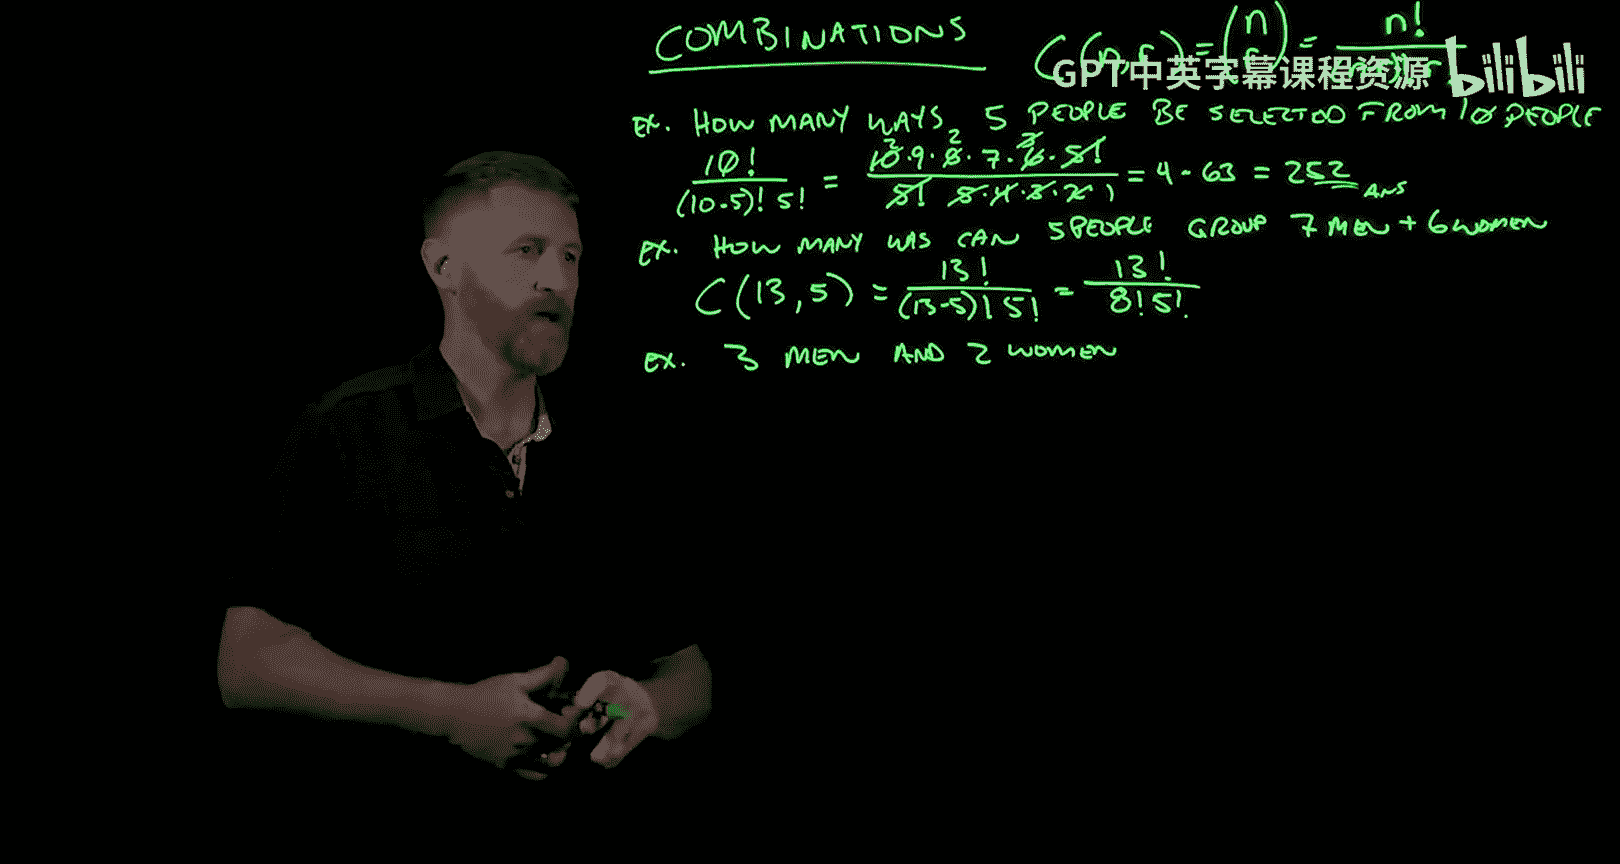 COMBINATIONS C(n,r) = (n r) = n!
GPT中英字幕课程资源 bilibili
EX. HOW MANY WAYS, 5 PEOPLE BE SELECTED FROM 10 PEOPLE
10! / (10-5)! 5! = 10·9·8·7·6·5! / 5! 5·4·3·2·1 = 4·63 = 252 ANS
EX. HOW MANY WAS CAN 5 PEOPLE GROUP 7 MEN + 6 WOMEN
C(13,5) = 13! / (13-5)! 5! = 13! / 8! 5!
EX. 3 MEN AND 2 WOMEN